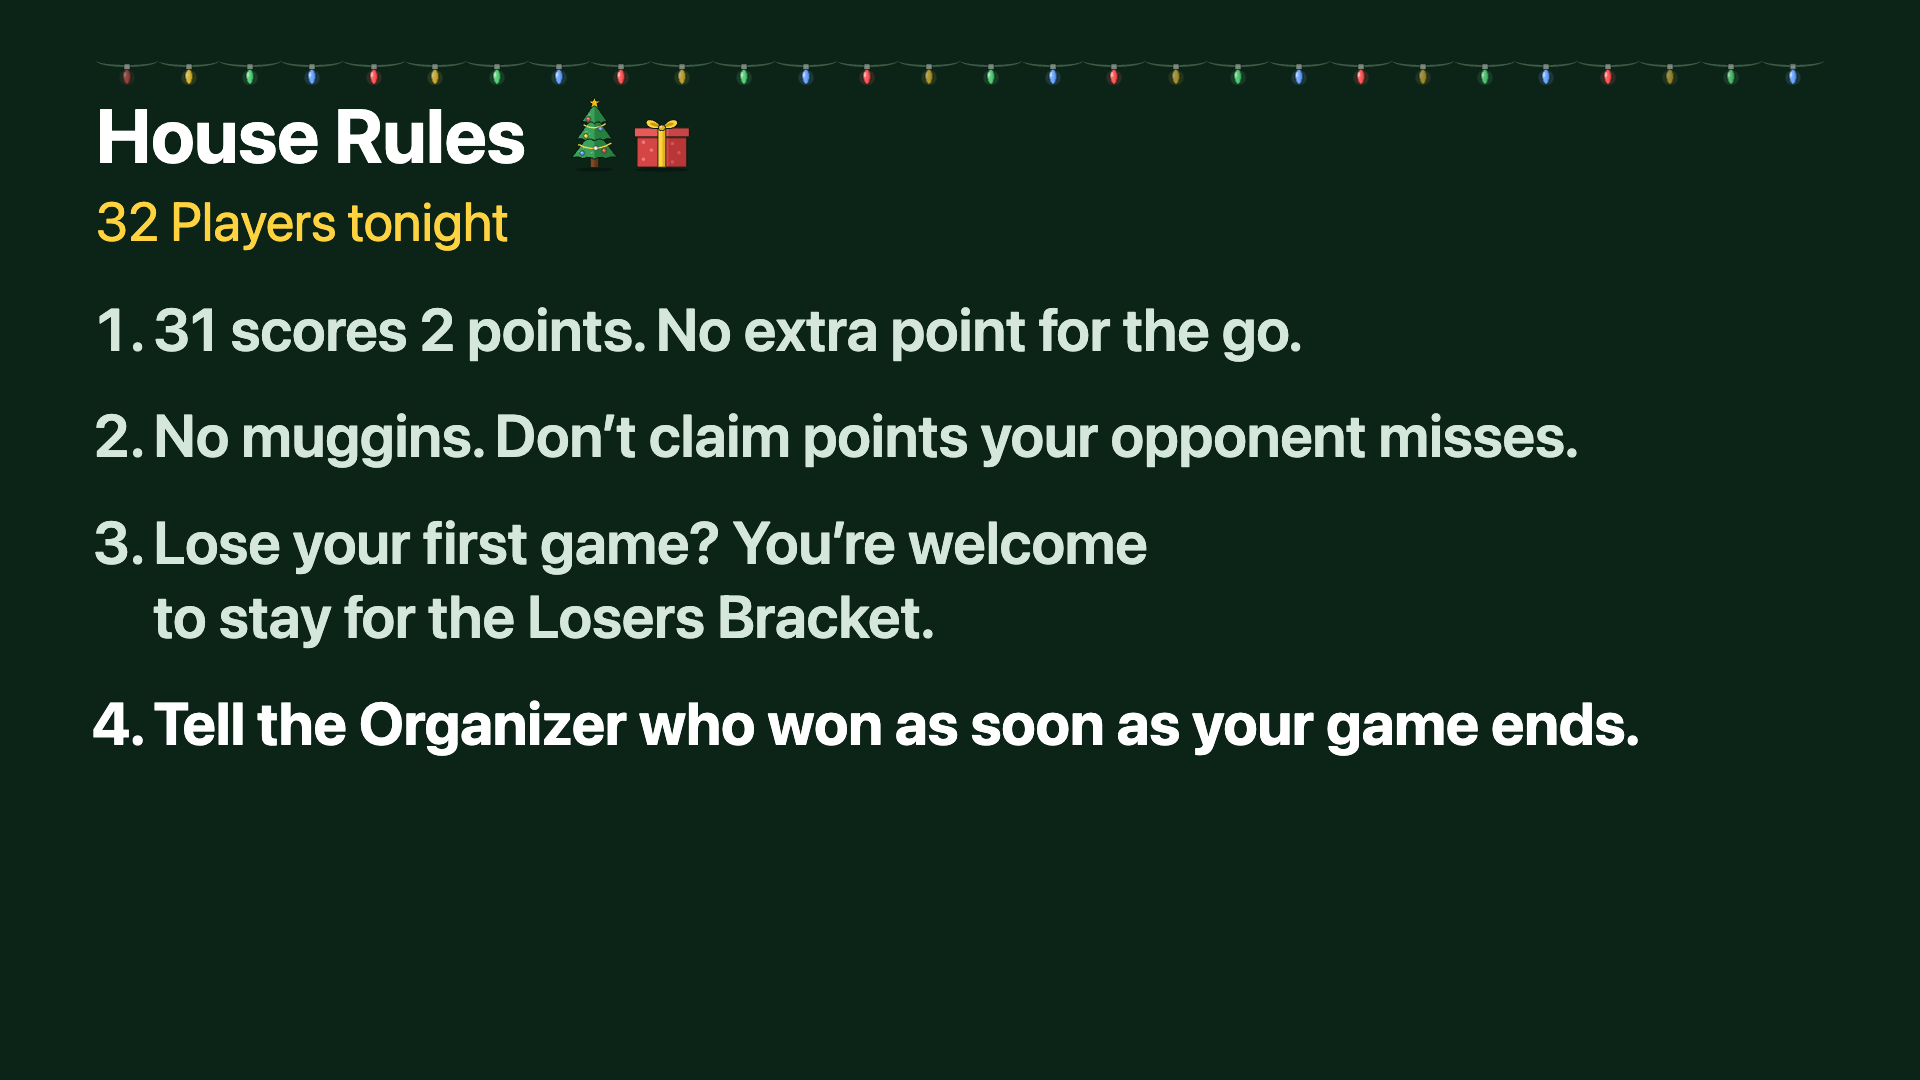 House Rules
32 Players tonight
1. 31 scores 2 points. No extra point for the go.
2. No muggins. Don’t claim points your opponent misses.
3. Lose your first game? You’re welcome
to stay for the Losers Bracket.
4. Tell the Organizer who won as soon as your game ends.